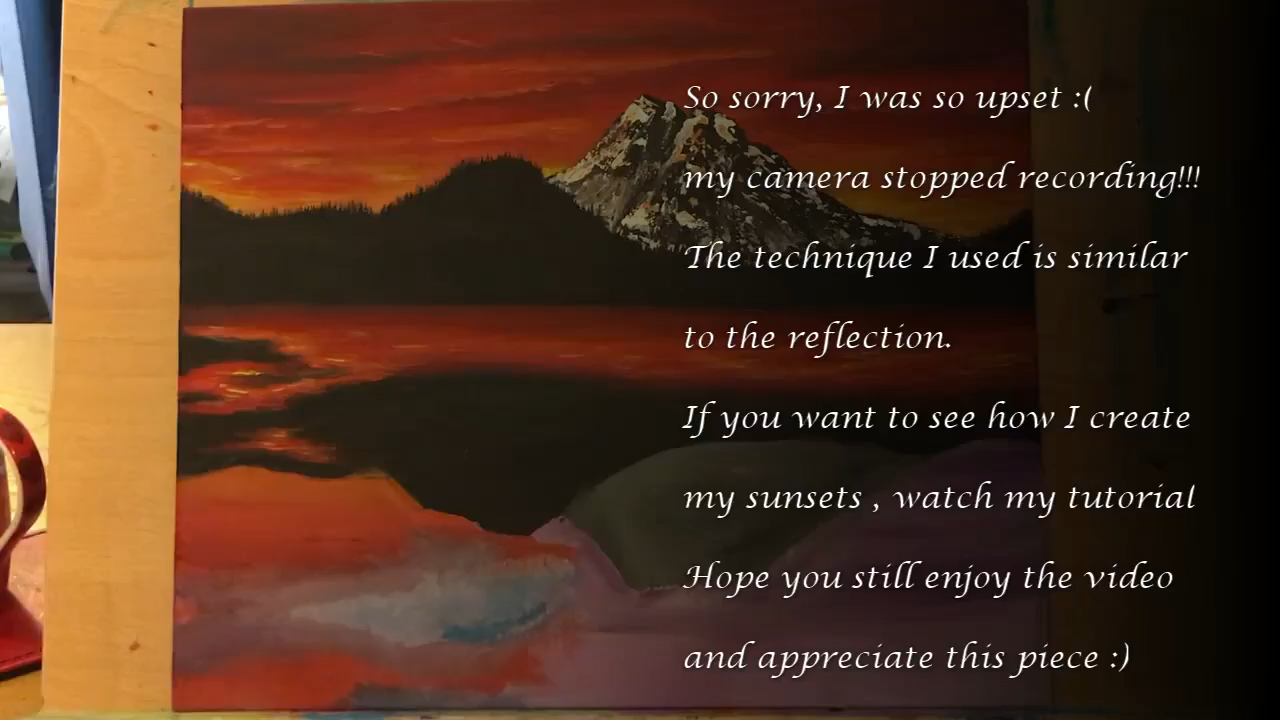 So sorry, I was so upset :(
my camera stopped recording!!!
The technique I used is similar
to the reflection.
If you want to see how I create
my sunsets , watch my tutorial
Hope you still enjoy the video
and appreciate this piece :)